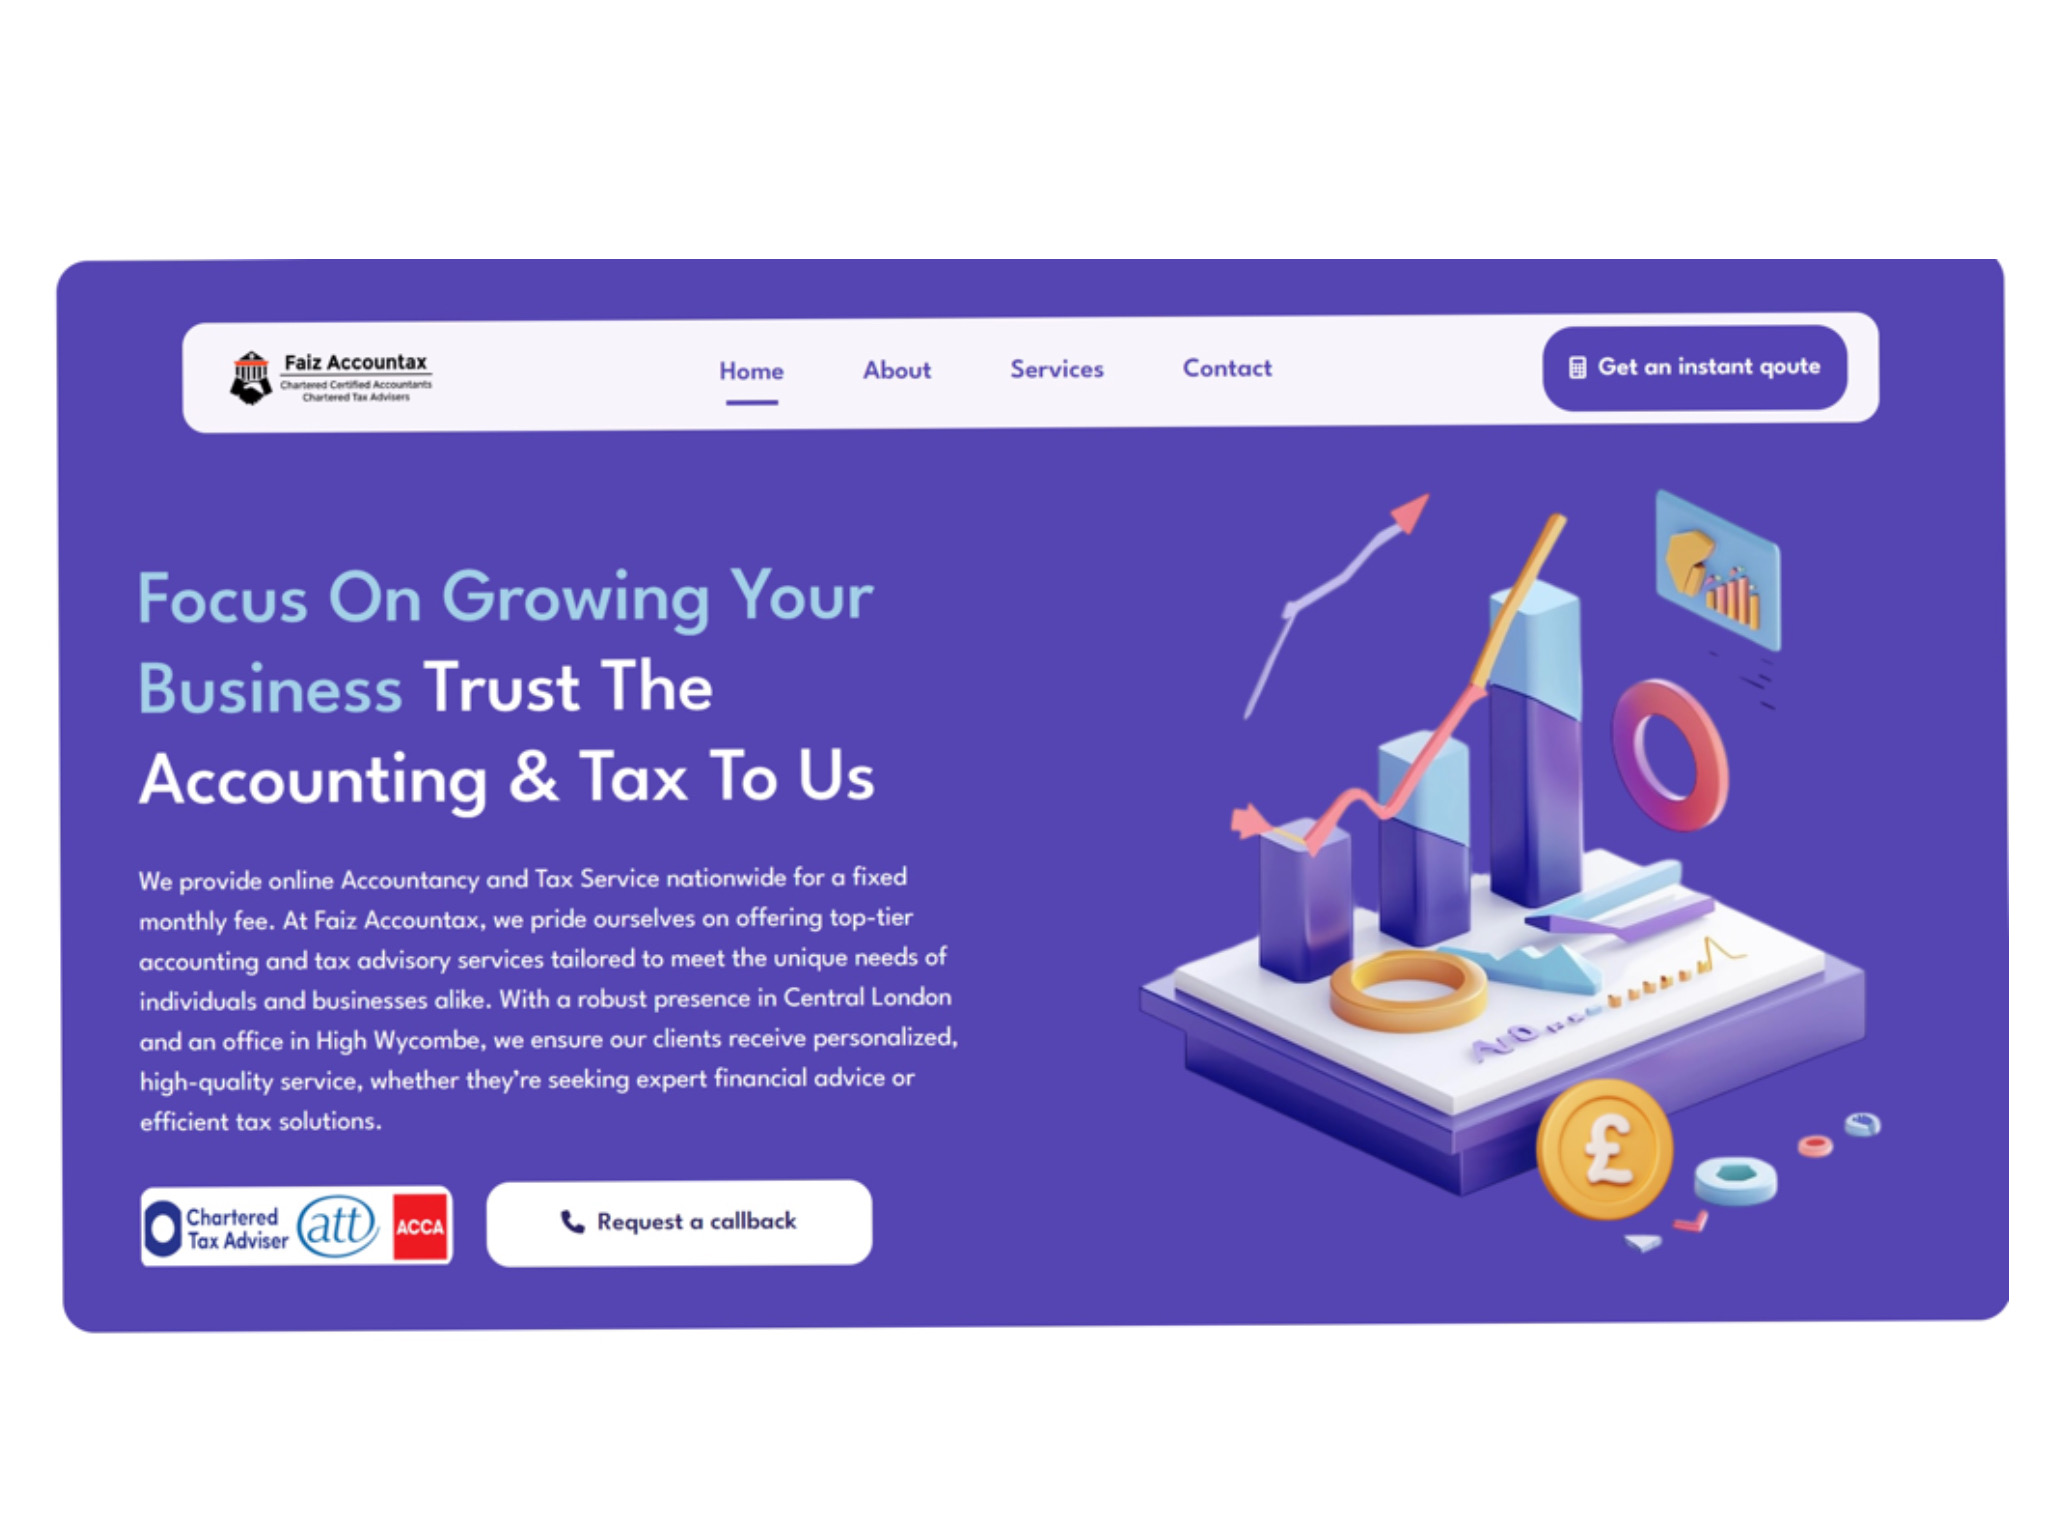 Faiz Accountax
Chartered Certified Accountants
Chartered Tax Advisers
Home
About
Services
Contact
Get an instant qoute
Focus On Growing Your
Business Trust The
Accounting & Tax To Us
We provide online Accountancy and Tax Service nationwide for a fixed
monthly fee. At Faiz Accountax, we pride ourselves on offering top-tier
accounting and tax advisory services tailored to meet the unique needs of
individuals and businesses alike. With a robust presence in Central London
and an office in High Wycombe, we ensure our clients receive personalized,
high-quality service, whether they’re seeking expert financial advice or
efficient tax solutions.
Chartered
Tax Adviser
att
ACCA
Request a callback
£